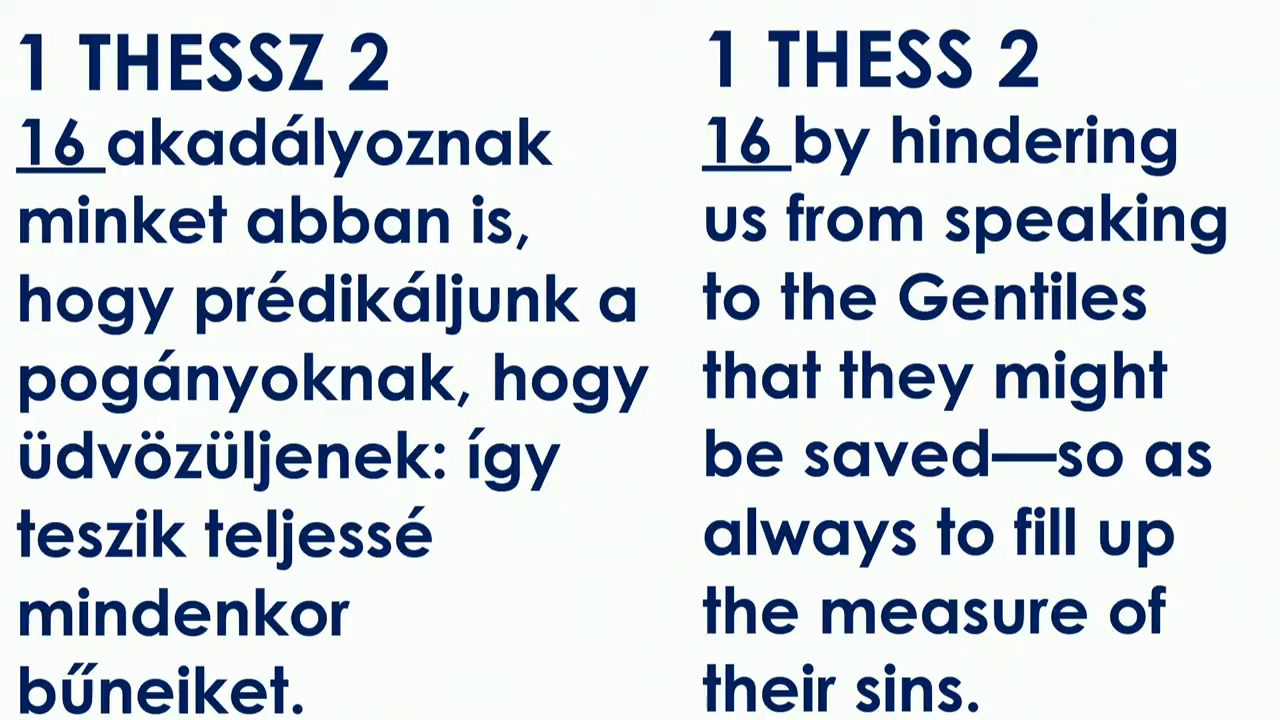 1 THESSZ 2
16 akadályoznak
minket abban is,
hogy prédikáljunk a
pogányoknak, hogy
üdvözüljenek: így
teszik teljessé
mindenkor
bűneiket.
1 THESS 2
16 by hindering
us from speaking
to the Gentiles
that they might
be saved—so as
always to fill up
the measure of
their sins.